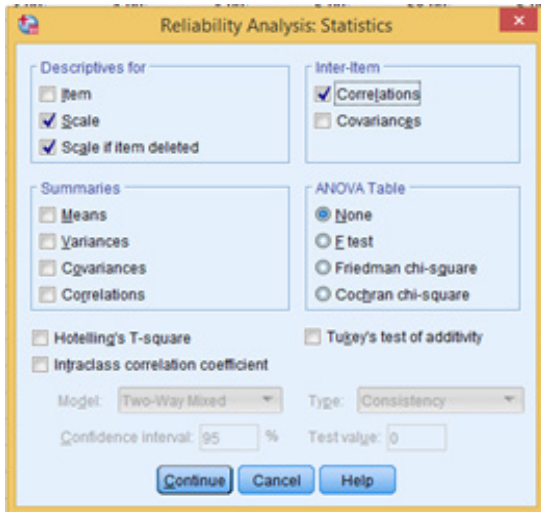 Reliability Analysis: Statistics
Descriptives for
Item
Scale
Scale if item deleted
Inter-Item
Correlations
Covariances
Summaries
Means
Variances
Covariances
Correlations
ANOVA Table
None
F test
Friedman chi-square
Cochran chi-square
Hotelling's T-square
Tukey's test of additivity
Intraclass correlation coefficient
Model: Two-Way Mixed Type: Consistency
Confidence interval: 95 % Test value: 0
Continue Cancel Help